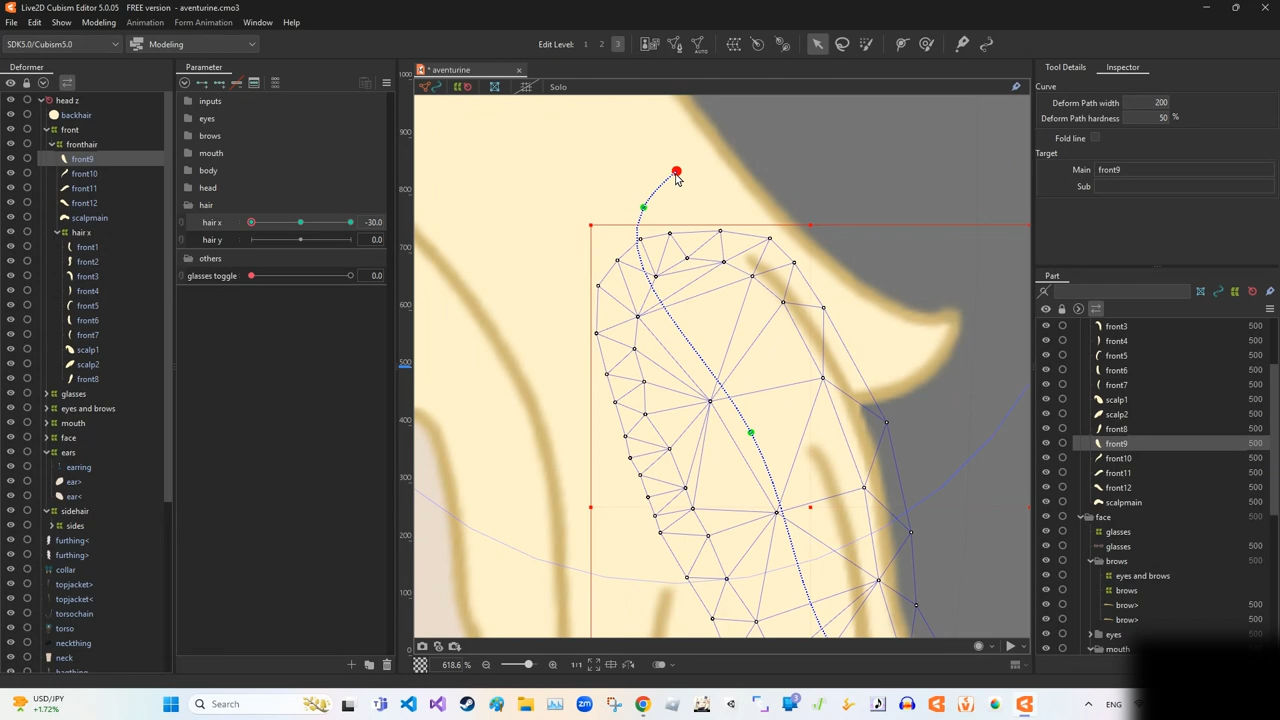 Live2D Cubism Editor 5.0.05 FREE version - aventurine.cmo3
File Edit Show Modeling Animation Form Animation Window Help
SDK5.0/Cubism5.0 Modeling Edit Level: 1 2 3
Deformer
head z
backhair
front
fronthair
front9
front10
front11
front12
scalpmain
hair x
front1
front2
front3
front4
front5
front6
front7
scalp1
scalp2
front8
glasses
eyes and brows
mouth
face
ears
earring
ear>
ear<
sidehair
sides
furthing<
furthing>
collar
topjacket>
topjacket<
torsochain
torso
neckthing
neck
Parameter
inputs
eyes
brows
mouth
body
head
hair
hair x -30.0
hair y 0.0
others
glasses toggle 0.0
* aventurine
Solo
1000
900
800
700
600
500
400
300
200
100
0
618.6 % 1:1
Tool Details Inspector
Curve
Deform Path width 200
Deform Path hardness 50 %
Fold line
Target
Main front9
Sub
Part
front3 500
front4 500
front5 500
front6 500
front7 500
scalp1 500
scalp2 500
front8 500
front9 500
front10 500
front11 500
front12 500
scalpmain 500
face 500
glasses
glasses 500
brows 500
eyes and brows
brows
brow> 500
brow> 500
eyes 500
mouth
USD/JPY
+1.72%
Search
3
ENG